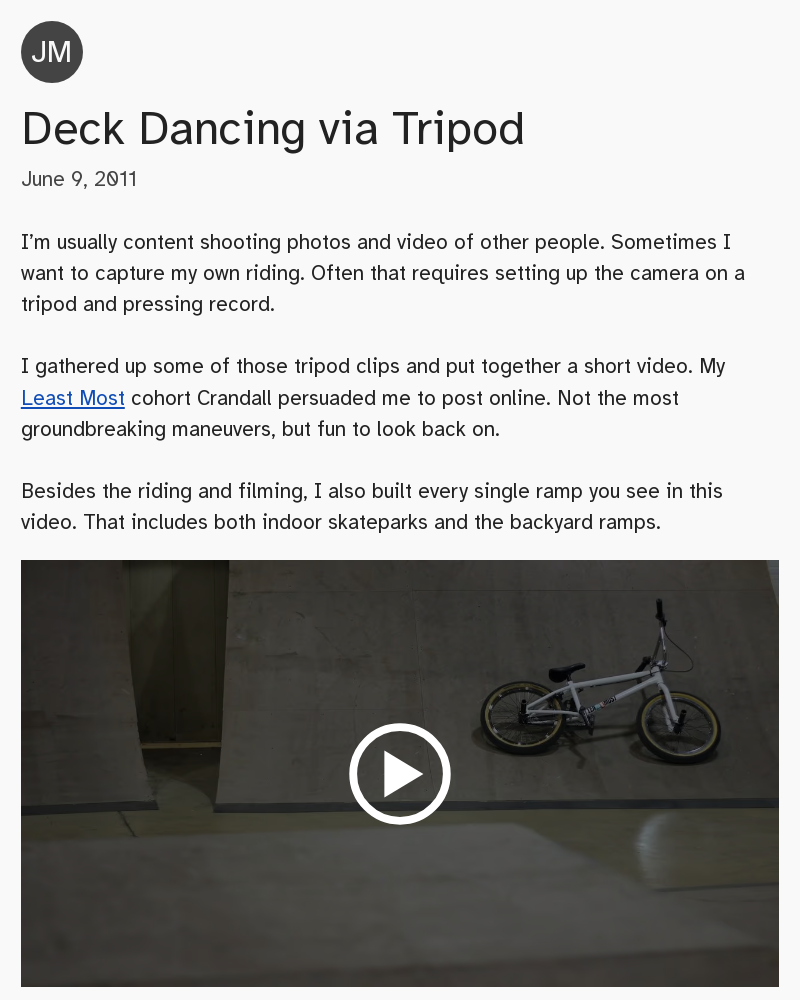 JM
Deck Dancing via Tripod
June 9, 2011
I’m usually content shooting photos and video of other people. Sometimes I
want to capture my own riding. Often that requires setting up the camera on a
tripod and pressing record.
I gathered up some of those tripod clips and put together a short video. My
Least Most cohort Crandall persuaded me to post online. Not the most
groundbreaking maneuvers, but fun to look back on.
Besides the riding and filming, I also built every single ramp you see in this
video. That includes both indoor skateparks and the backyard ramps.